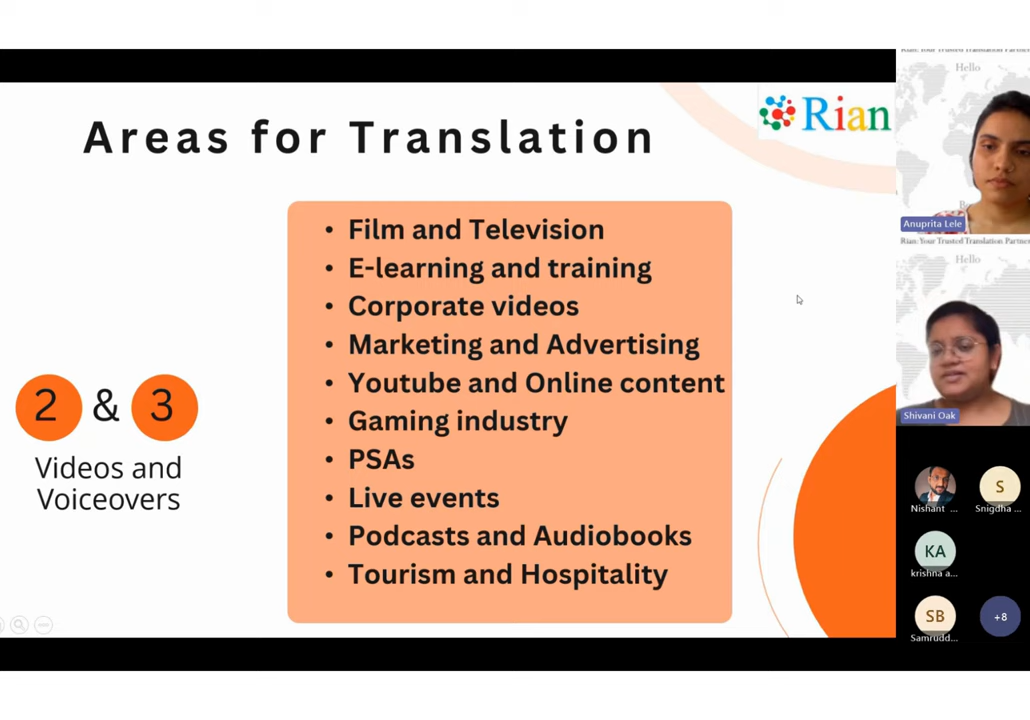 Areas for Translation
Rian
• Film and Television
• E-learning and training
• Corporate videos
• Marketing and Advertising
• Youtube and Online content
• Gaming industry
• PSAs
• Live events
• Podcasts and Audiobooks
• Tourism and Hospitality
2 & 3
Videos and
Voiceovers
Hello
Anuprita Lele
Rian: Your Trusted Translation Partner
Hello
Shivani Oak
Nishant ...
S
Snigdha ...
KA
krishna a...
SB
Samrudd...
+8